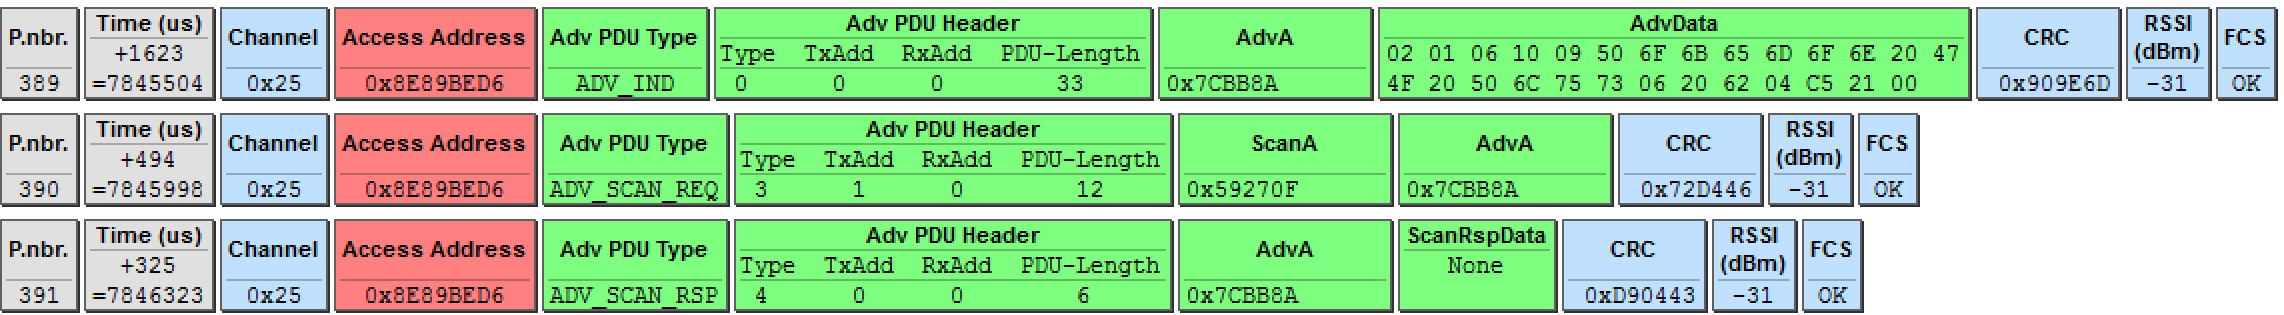 P.nbr. Time (us) Channel Access Address Adv PDU Type Adv PDU Header AdvA AdvData CRC RSSI (dBm) FCS
+1623 Type TxAdd RxAdd PDU-Length 02 01 06 10 09 50 6F 6B 65 6D 6F 6E 20 47
389 =7845504 0x25 0x8E89BED6 ADV_IND 0 0 0 33 0x7CBB8A 4F 20 50 6C 75 73 06 20 62 04 C5 21 00 0x909E6D -31 OK
P.nbr. Time (us) Channel Access Address Adv PDU Type Adv PDU Header ScanA AdvA CRC RSSI (dBm) FCS
+494 Type TxAdd RxAdd PDU-Length
390 =7845998 0x25 0x8E89BED6 ADV_SCAN_REQ 3 1 0 12 0x59270F 0x7CBB8A 0x72D446 -31 OK
P.nbr. Time (us) Channel Access Address Adv PDU Type Adv PDU Header AdvA ScanRspData CRC RSSI (dBm) FCS
+325 Type TxAdd RxAdd PDU-Length None
391 =7846323 0x25 0x8E89BED6 ADV_SCAN_RSP 4 0 0 6 0x7CBB8A 0xD90443 -31 OK